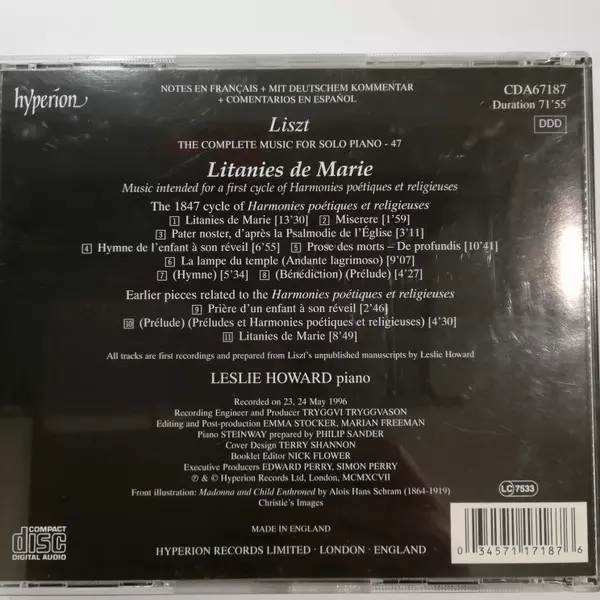 hyperion
NOTES EN FRANÇAIS + MIT DEUTSCHEM KOMMENTAR
+ COMENTARIOS EN ESPAÑOL
CDA67187
Duration 71'55
DDD
Liszt
THE COMPLETE MUSIC FOR SOLO PIANO - 47
Litanies de Marie
Music intended for a first cycle of Harmonies poétiques et religieuses
The 1847 cycle of Harmonies poétiques et religieuses
1 Litanies de Marie [13'30] 2 Miserere [1'59]
3 Pater noster, d'après la Psalmodie de l'Église [3'11]
4 Hymne de l'enfant à son réveil [6'55] 5 Prose des morts – De profundis [10'41]
6 La lampe du temple (Andante lagrimoso) [9'07]
7 (Hymne) [5'34] 8 (Bénédiction) (Prélude) [4'27]
Earlier pieces related to the Harmonies poétiques et religieuses
9 Prière d'un enfant à son réveil [2'46]
10 (Prélude) (Préludes et Harmonies poétiques et religieuses) [4'30]
11 Litanies de Marie [8'49]
All tracks are first recordings and prepared from Liszt's unpublished manuscripts by Leslie Howard
LESLIE HOWARD piano
Recorded on 23, 24 May 1996
Recording Engineer and Producer TRYGGVI TRYGGVASON
Editing and Post-production EMMA STOCKER, MARIAN FREEMAN
Piano STEINWAY prepared by PHILIP SANDER
Cover Design TERRY SHANNON
Booklet Editor NICK FLOWER
Executive Producers EDWARD PERRY, SIMON PERRY
℗ & © Hyperion Records Ltd, London, MCMXCVII
Front illustration: Madonna and Child Enthroned by Alois Hans Schram (1864-1919)
Christie's Images
LC 7533
MADE IN ENGLAND
COMPACT
disc
DIGITAL AUDIO
HYPERION RECORDS LIMITED · LONDON · ENGLAND
0 34571 17187 6